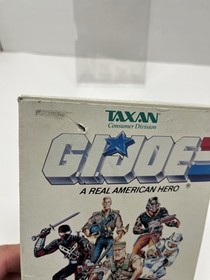 TAXAN
Consumer Division
G.I.JOE
A REAL AMERICAN HERO
®